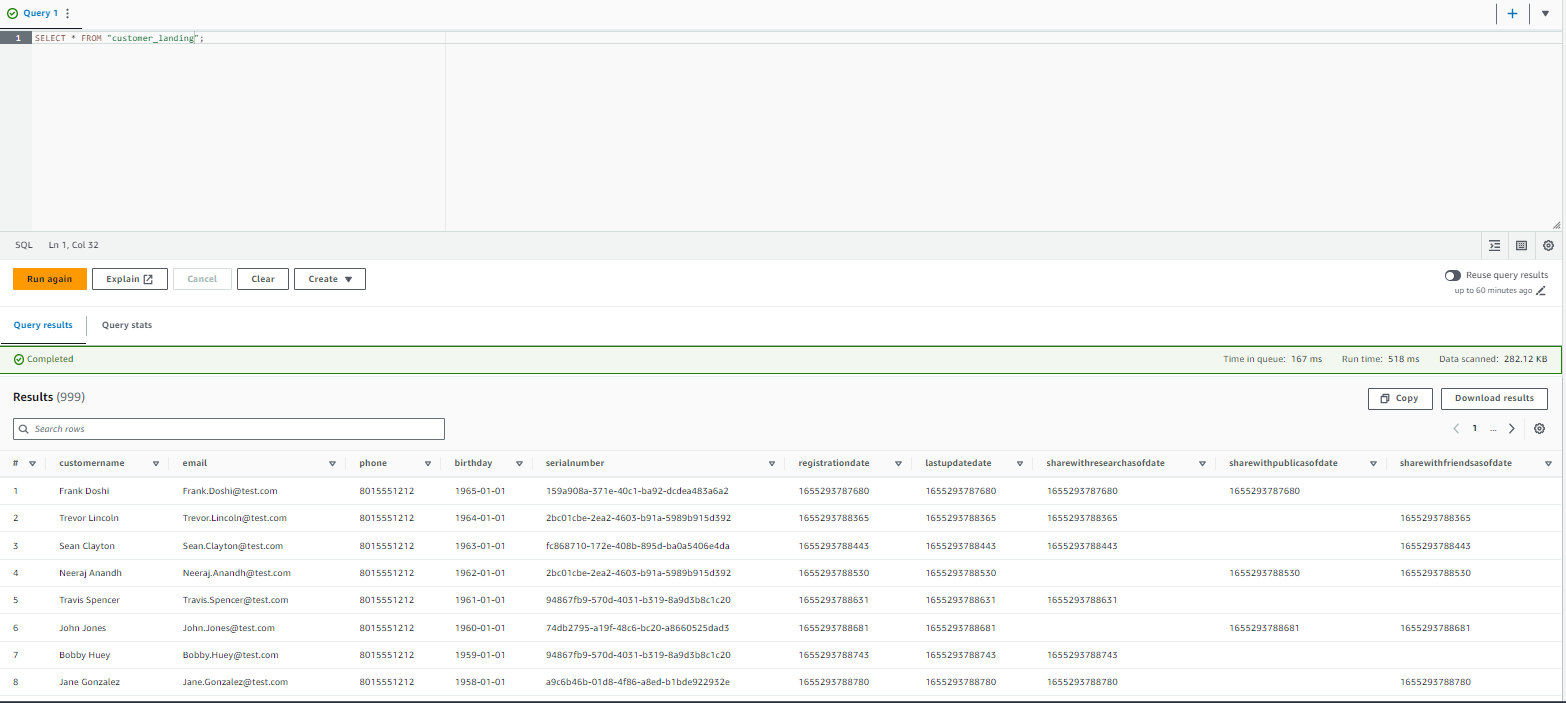 Query 1
1 SELECT * FROM "customer_landing";
SQL Ln 1, Col 32
Run again Explain Cancel Clear Create
Reuse query results
up to 60 minutes ago
Query results Query stats
Completed Time in queue: 167 ms Run time: 518 ms Data scanned: 282.12 KB
Results (999) Copy Download results
Search rows 1 ...
# customername email phone birthday serialnumber registrationdate lastupdatedate sharewithresearchasofdate sharewithpublicasofdate sharewithfriendsasofdate
1 Frank Doshi Frank.Doshi@test.com 8015551212 1965-01-01 159a908a-371e-40c1-ba92-dcdea483a6a2 1655293787680 1655293787680 1655293787680 1655293787680
2 Trevor Lincoln Trevor.Lincoln@test.com 8015551212 1964-01-01 2bc01cbe-2ea2-4603-b91a-5989b915d392 1655293788365 1655293788365 1655293788365 1655293788365
3 Sean Clayton Sean.Clayton@test.com 8015551212 1963-01-01 fc868710-172e-408b-895d-ba0a5406e4da 1655293788443 1655293788443 1655293788443 1655293788443
4 Neeraj Anandh Neeraj.Anandh@test.com 8015551212 1962-01-01 2bc01cbe-2ea2-4603-b91a-5989b915d392 1655293788530 1655293788530 1655293788530 1655293788530
5 Travis Spencer Travis.Spencer@test.com 8015551212 1961-01-01 94867fb9-570d-4031-b319-8a9d3b8c1c20 1655293788631 1655293788631 1655293788631
6 John Jones John.Jones@test.com 8015551212 1960-01-01 74db2795-a19f-48c6-bc20-a8660525dad3 1655293788681 1655293788681 1655293788681 1655293788681
7 Bobby Huey Bobby.Huey@test.com 8015551212 1959-01-01 94867fb9-570d-4031-b319-8a9d3b8c1c20 1655293788743 1655293788743 1655293788743
8 Jane Gonzalez Jane.Gonzalez@test.com 8015551212 1958-01-01 a9c6b46b-01d8-4f86-a8ed-b1bde922932e 1655293788780 1655293788780 1655293788780 1655293788780